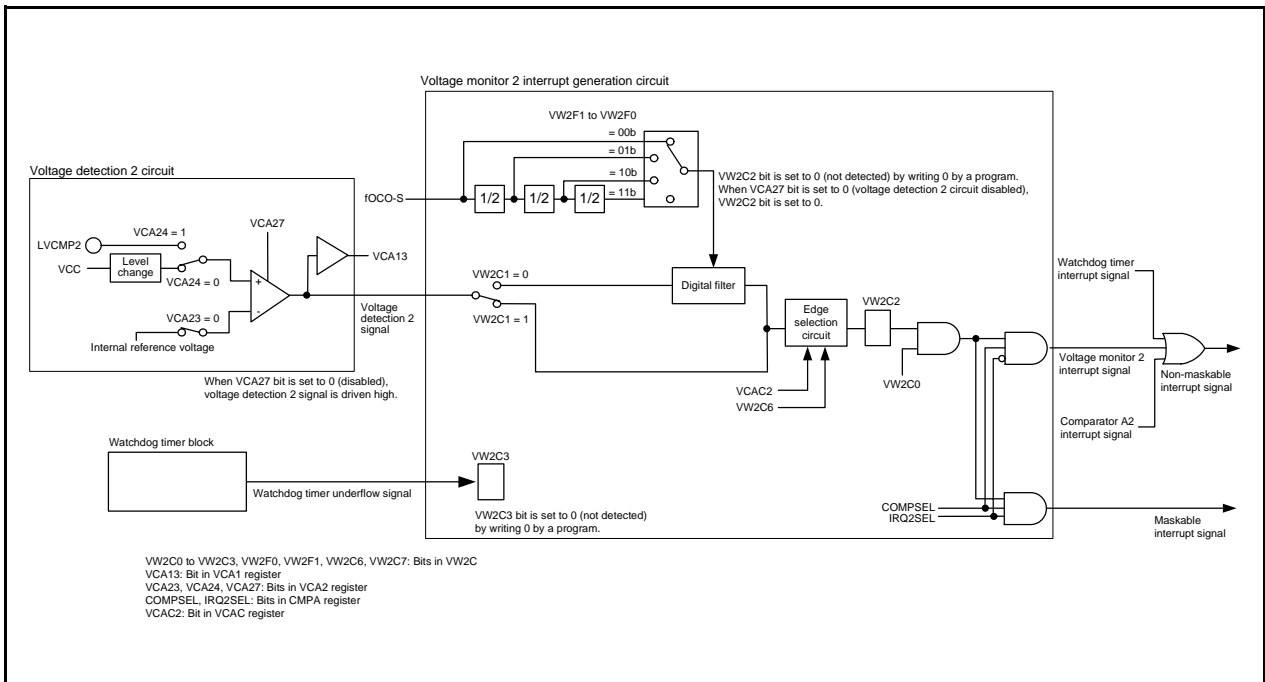 Voltage monitor 2 interrupt generation circuit
VW2F1 to VW2F0
= 00b
= 01b
= 10b
= 11b
fOCO-S
1/2
1/2
1/2
VW2C2 bit is set to 0 (not detected) by writing 0 by a program.
When VCA27 bit is set to 0 (voltage detection 2 circuit disabled),
VW2C2 bit is set to 0.
Voltage detection 2 circuit
VCA27
LVCMP2
VCA24 = 1
VCC
Level
change
VCA24 = 0
+
-
VCA13
VCA23 = 0
Internal reference voltage
Voltage
detection 2
signal
When VCA27 bit is set to 0 (disabled),
voltage detection 2 signal is driven high.
VW2C1 = 0
VW2C1 = 1
Digital filter
Edge
selection
circuit
VW2C2
VCAC2
VW2C6
VW2C0
Watchdog timer
interrupt signal
Voltage monitor 2
interrupt signal
Non-maskable
interrupt signal
Comparator A2
interrupt signal
Watchdog timer block
Watchdog timer underflow signal
VW2C3
VW2C3 bit is set to 0 (not detected)
by writing 0 by a program.
COMPSEL
IRQ2SEL
Maskable
interrupt signal
VW2C0 to VW2C3, VW2F0, VW2F1, VW2C6, VW2C7: Bits in VW2C
VCA13: Bit in VCA1 register
VCA23, VCA24, VCA27: Bits in VCA2 register
COMPSEL, IRQ2SEL: Bits in CMPA register
VCAC2: Bit in VCAC register